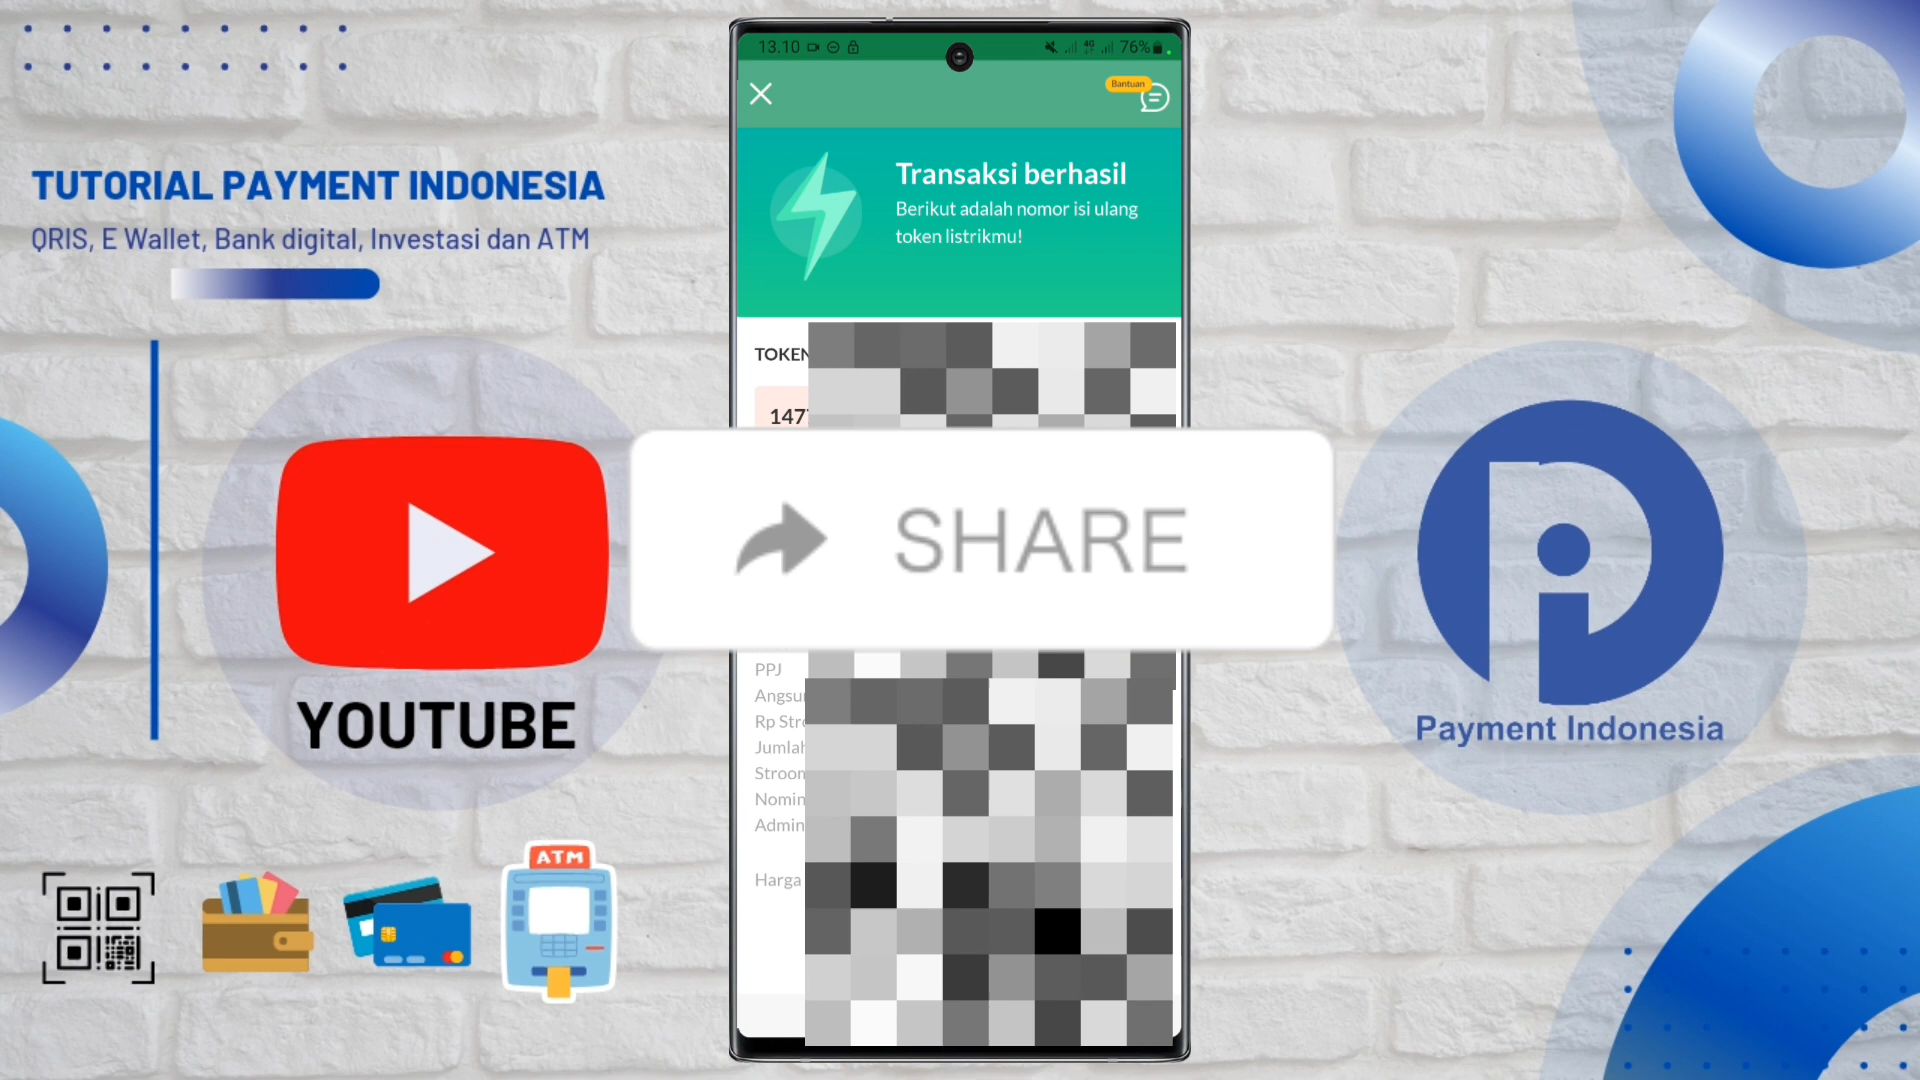 TUTORIAL PAYMENT INDONESIA
QRIS, E Wallet, Bank digital, Investasi dan ATM
YOUTUBE
ATM
13.10
4G
76%
Bantuan
Transaksi berhasil
Berikut adalah nomor isi ulang
token listrikmu!
TOKEN
147
SHARE
PPJ
Angsu
Rp Str
Jumlah
Stroom
Nomin
Admin
Harga
Payment Indonesia